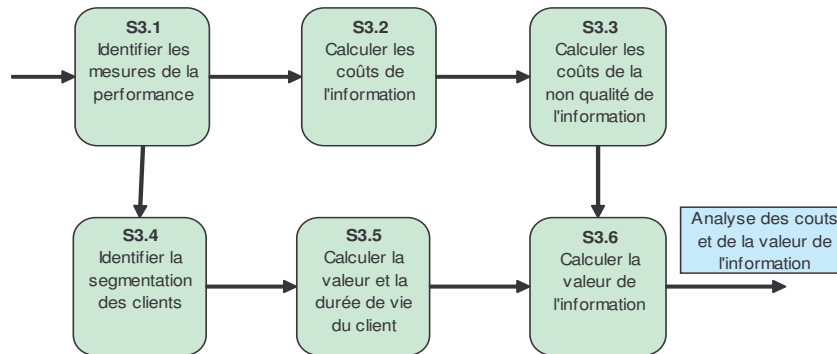 S3.1
Identifier les
mesures de la
performance
S3.2
Calculer les
coûts de
l'information
S3.3
Calculer les
coûts de la
non qualité de
l'information
S3.4
Identifier la
segmentation
des clients
S3.5
Calculer la
valeur et la
durée de vie
du client
S3.6
Calculer la
valeur de
l'information
Analyse des couts
et de la valeur de
l'information